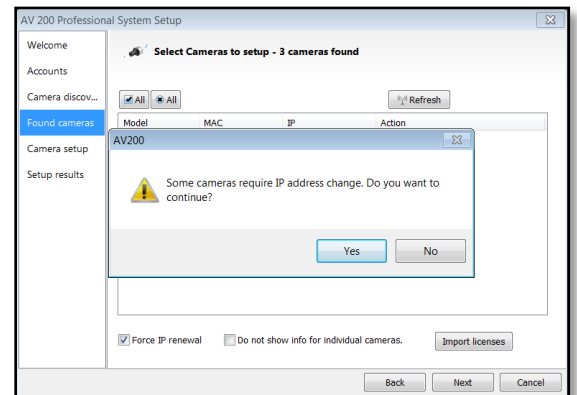 AV 200 Professional System Setup
Welcome
Accounts
Camera discov...
Found cameras
Camera setup
Setup results
Select Cameras to setup - 3 cameras found
All
All
Refresh
Model MAC IP Action
AV200
Some cameras require IP address change. Do you want to
continue?
Yes
No
Force IP renewal
Do not show info for individual cameras.
Import licenses
Back
Next
Cancel